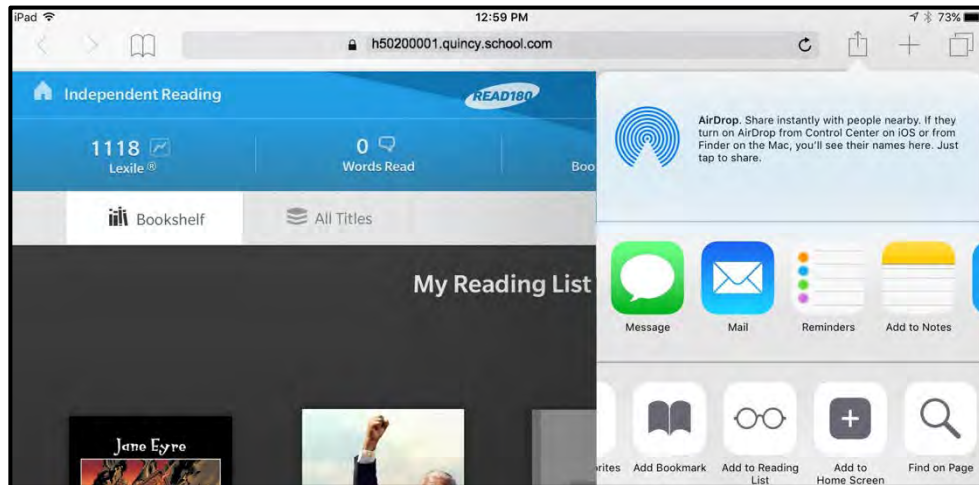 iPad
12:59 PM
73%
h50200001.quincy.school.com
Independent Reading
READ180
1118
Lexile ®
0
Words Read
Boo
Bookshelf
All Titles
My Reading List
Jane Eyre
AirDrop. Share instantly with people nearby. If they
turn on AirDrop from Control Center on iOS or from
Finder on the Mac, you'll see their names here. Just
tap to share.
Message
Mail
Reminders
Add to Notes
orites
Add Bookmark
Add to Reading
List
Add to
Home Screen
Find on Page